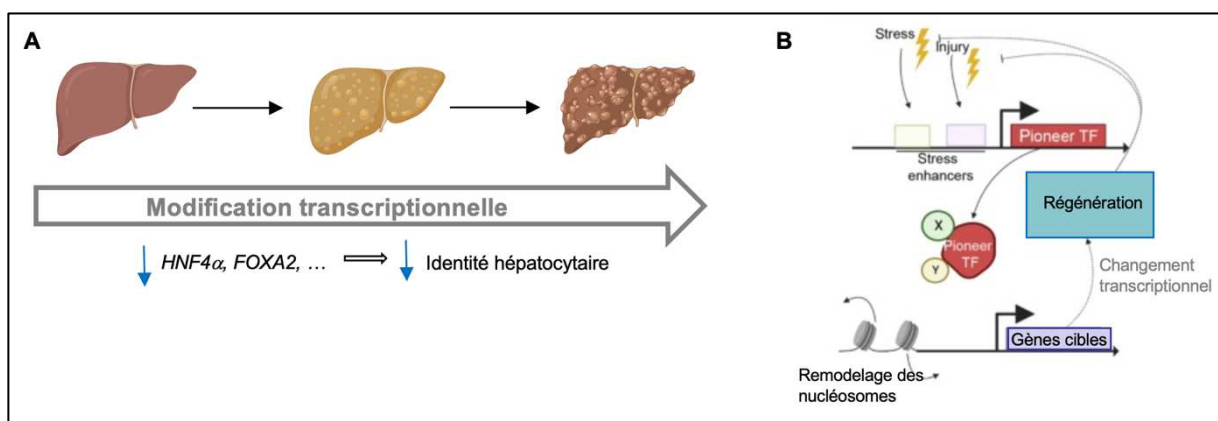 A
Modification transcriptionnelle
HNF4α, FOXA2, …
Identité hépatocytaire
B
Stress
Injury
Pioneer TF
Stress
enhancers
Régénération
X
Pioneer
TF
Y
Changement
transcriptionnel
Gènes cibles
Remodelage des
nucléosomes